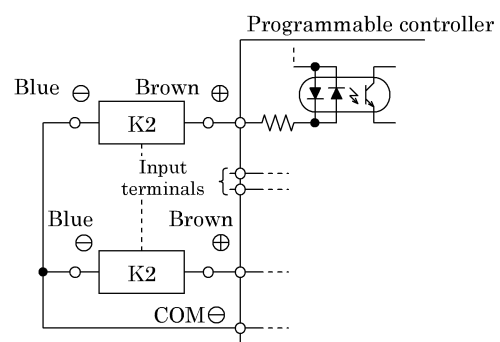 Programmable controller
Blue ⊖ Brown ⊕
K2
Input
terminals
Blue Brown
⊖ ⊕
K2
COM⊖